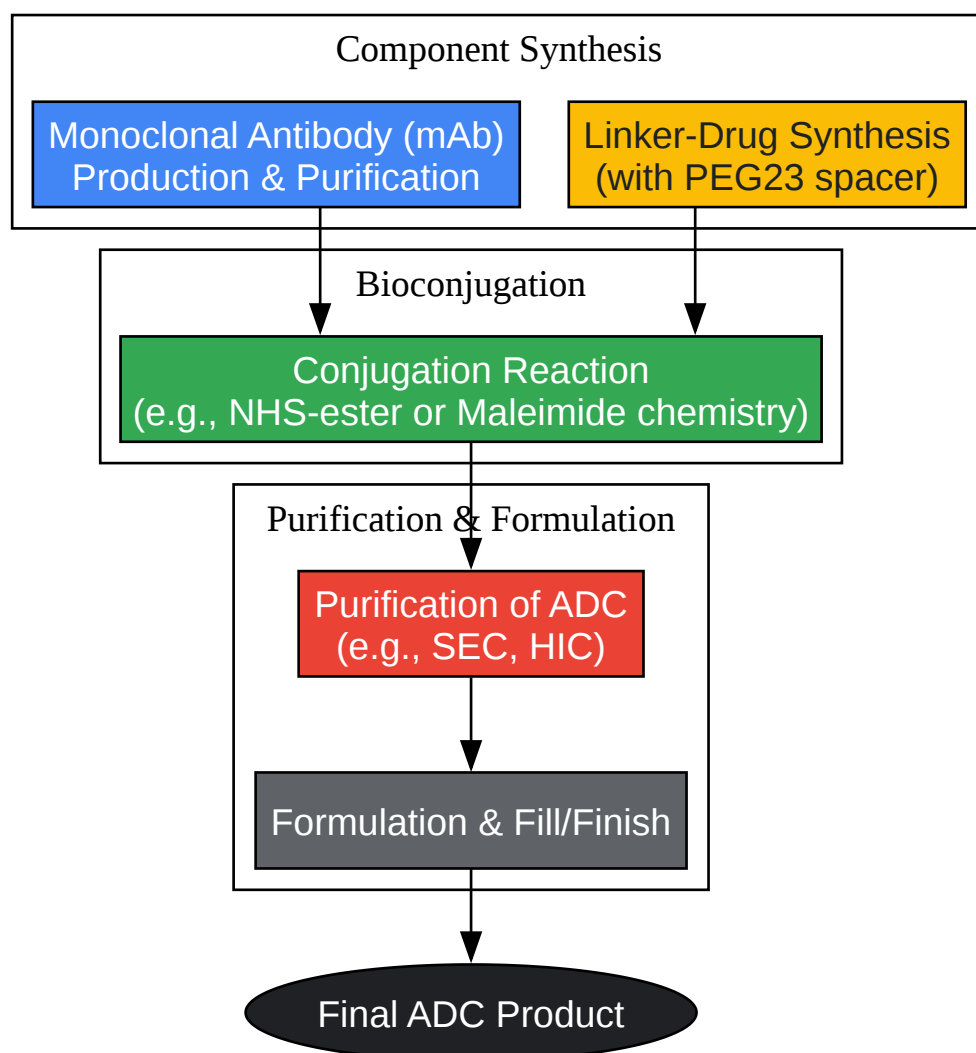 Component Synthesis
Monoclonal Antibody (mAb)
Production & Purification
Linker-Drug Synthesis
(with PEG23 spacer)
Bioconjugation
Conjugation Reaction
(e.g., NHS-ester or Maleimide chemistry)
Purification & Formulation
Purification of ADC
(e.g., SEC, HIC)
Formulation & Fill/Finish
Final ADC Product